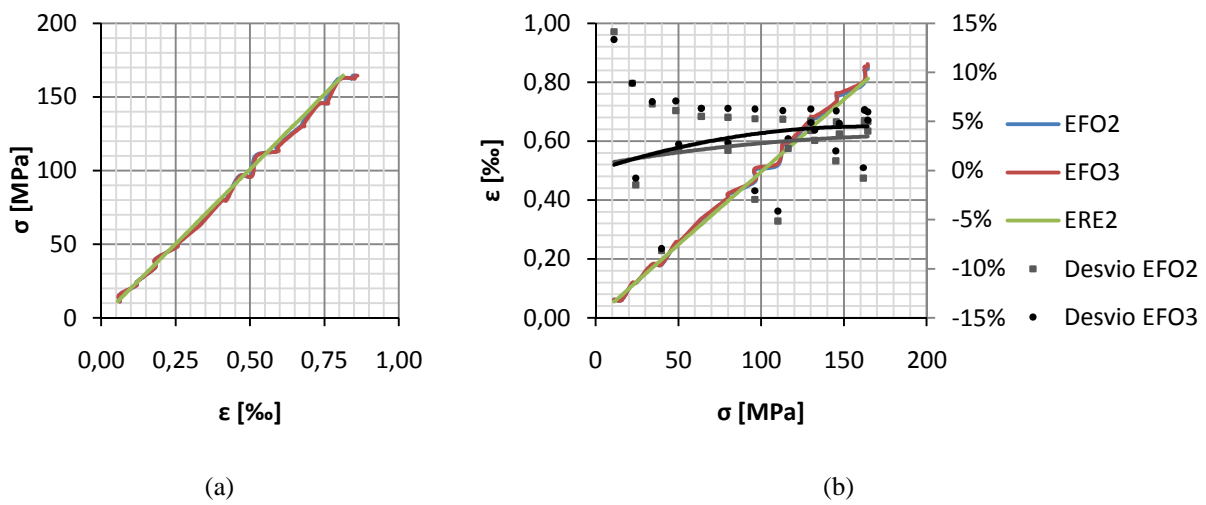 200
150
100
50
0
σ [MPa]
0,00 0,25 0,50 0,75 1,00
ε [‰]
(a)
1,00
0,80
0,60
0,40
0,20
0,00
ε [‰]
0 50 100 150 200
σ [MPa]
15%
10%
5%
0%
-5%
-10%
-15%
EFO2
EFO3
ERE2
Desvio EFO2
Desvio EFO3
(b)